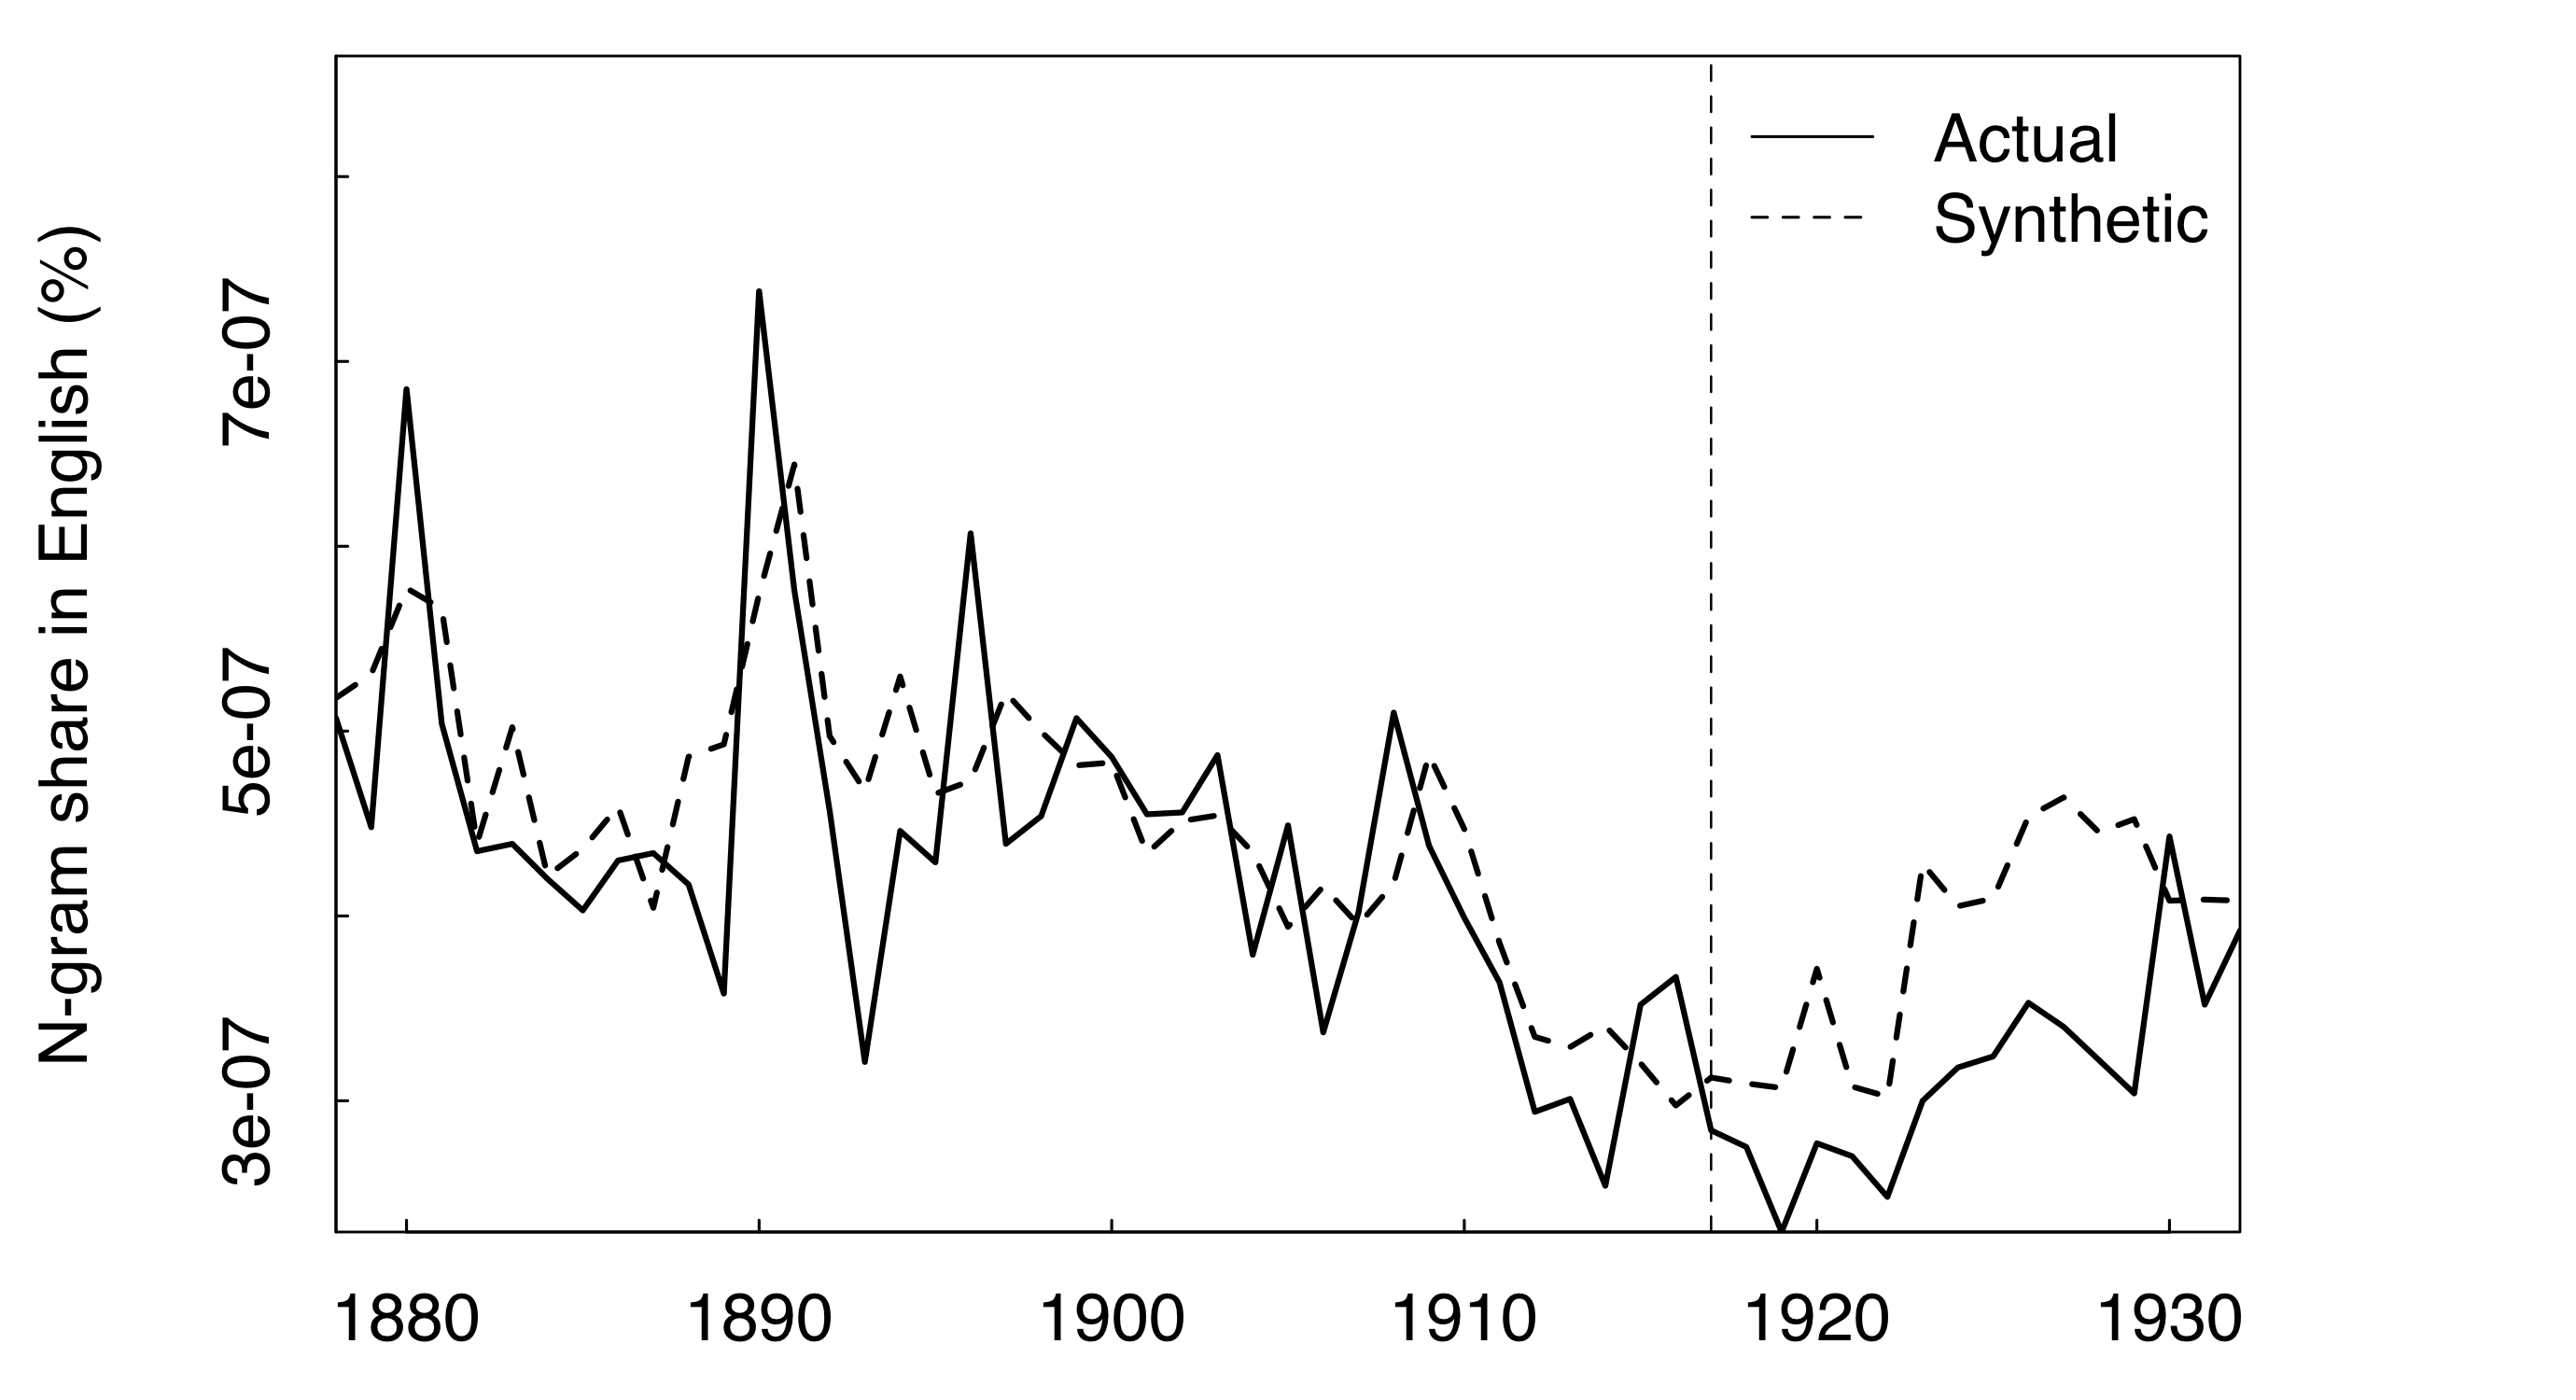 N-gram share in English (%)
7e-07
5e-07
3e-07
Actual
Synthetic
1880 1890 1900 1910 1920 1930